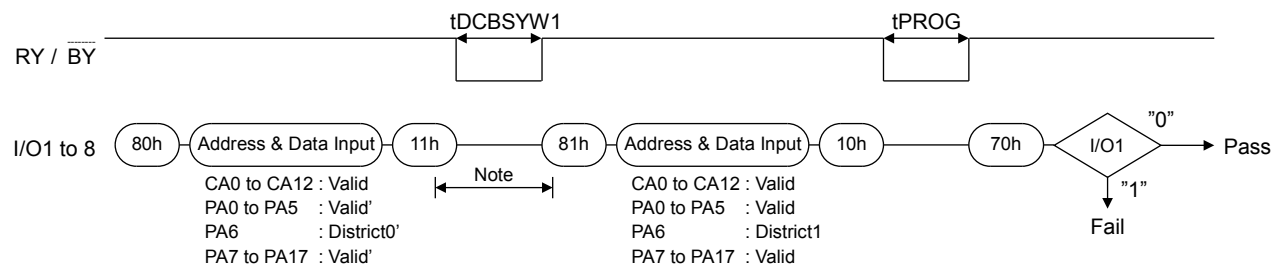 tDCBSYW1 tPROG
RY / BY
I/O1 to 8 80h Address & Data Input 11h 81h Address & Data Input 10h 70h I/O1 "0" Pass
Note
"1"
Fail
CA0 to CA12 : Valid
PA0 to PA5 : Valid'
PA6 : District0'
PA7 to PA17 : Valid'
CA0 to CA12 : Valid
PA0 to PA5 : Valid
PA6 : District1
PA7 to PA17 : Valid